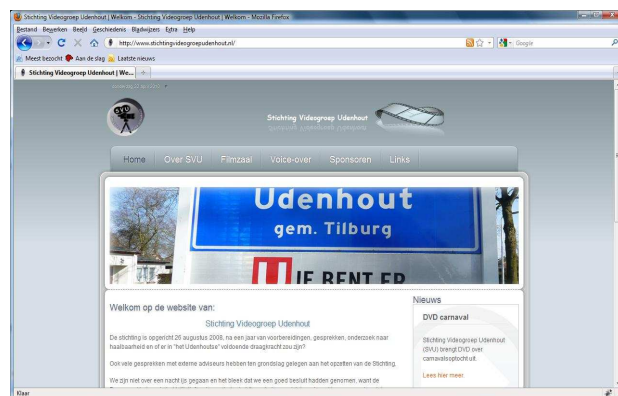 Stichting Videogroep Udenhout | Welkom - Stichting Videogroep Udenhout | Welkom - Mozilla Firefox
Bestand Bewerken Beeld Geschiedenis Bladwijzers Extra Help
http://www.stichtingvideogroepudenhout.nl/
Google
Meest bezocht Aan de slag Laatste nieuws
Stichting Videogroep Udenhout | We...
SVU
Stichting Videogroep Udenhout
Home Over SVU Filmzaal Voice-over Sponsoren Links
Udenhout
gem. Tilburg
JE BENT ER
Welkom op de website van:
Stichting Videogroep Udenhout
De stichting is opgericht 26 augustus 2008, na een jaar van voorbereidingen, gesprekken, onderzoek naar
haalbaarheid en of er in "het Udenhoutse" voldoende draagkracht zou zijn?
Ook vele gesprekken met externe adviseurs hebben ten grondslag gelegen aan het opzetten van de Stichting.
We zijn niet over een nacht ijs gegaan en het bleek dat we een goed besluit hadden genomen, want de
Nieuws
DVD carnaval
Stichting Videogroep Udenhout
(SVU) brengt DVD over
carnavalsoptocht uit.
Lees hier meer.
Klaar